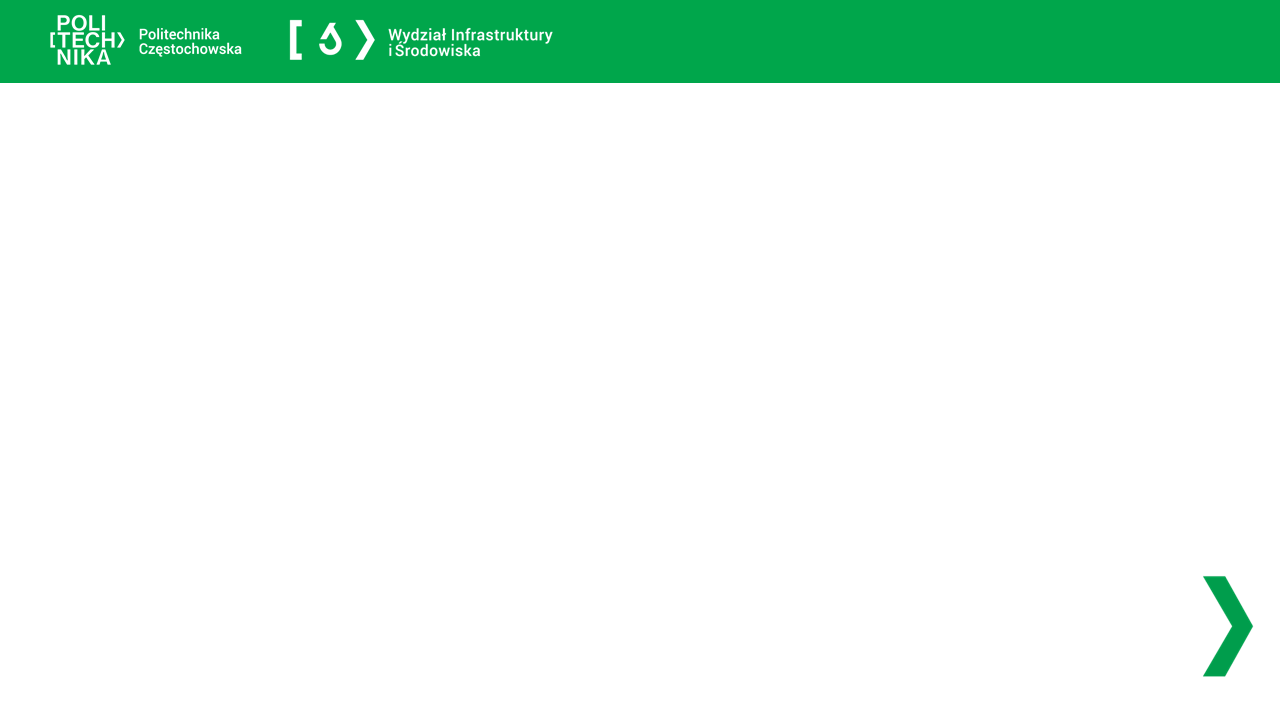 POLI
TECH
NIKA
Politechnika
Częstochowska
Wydział Infrastruktury
i Środowiska